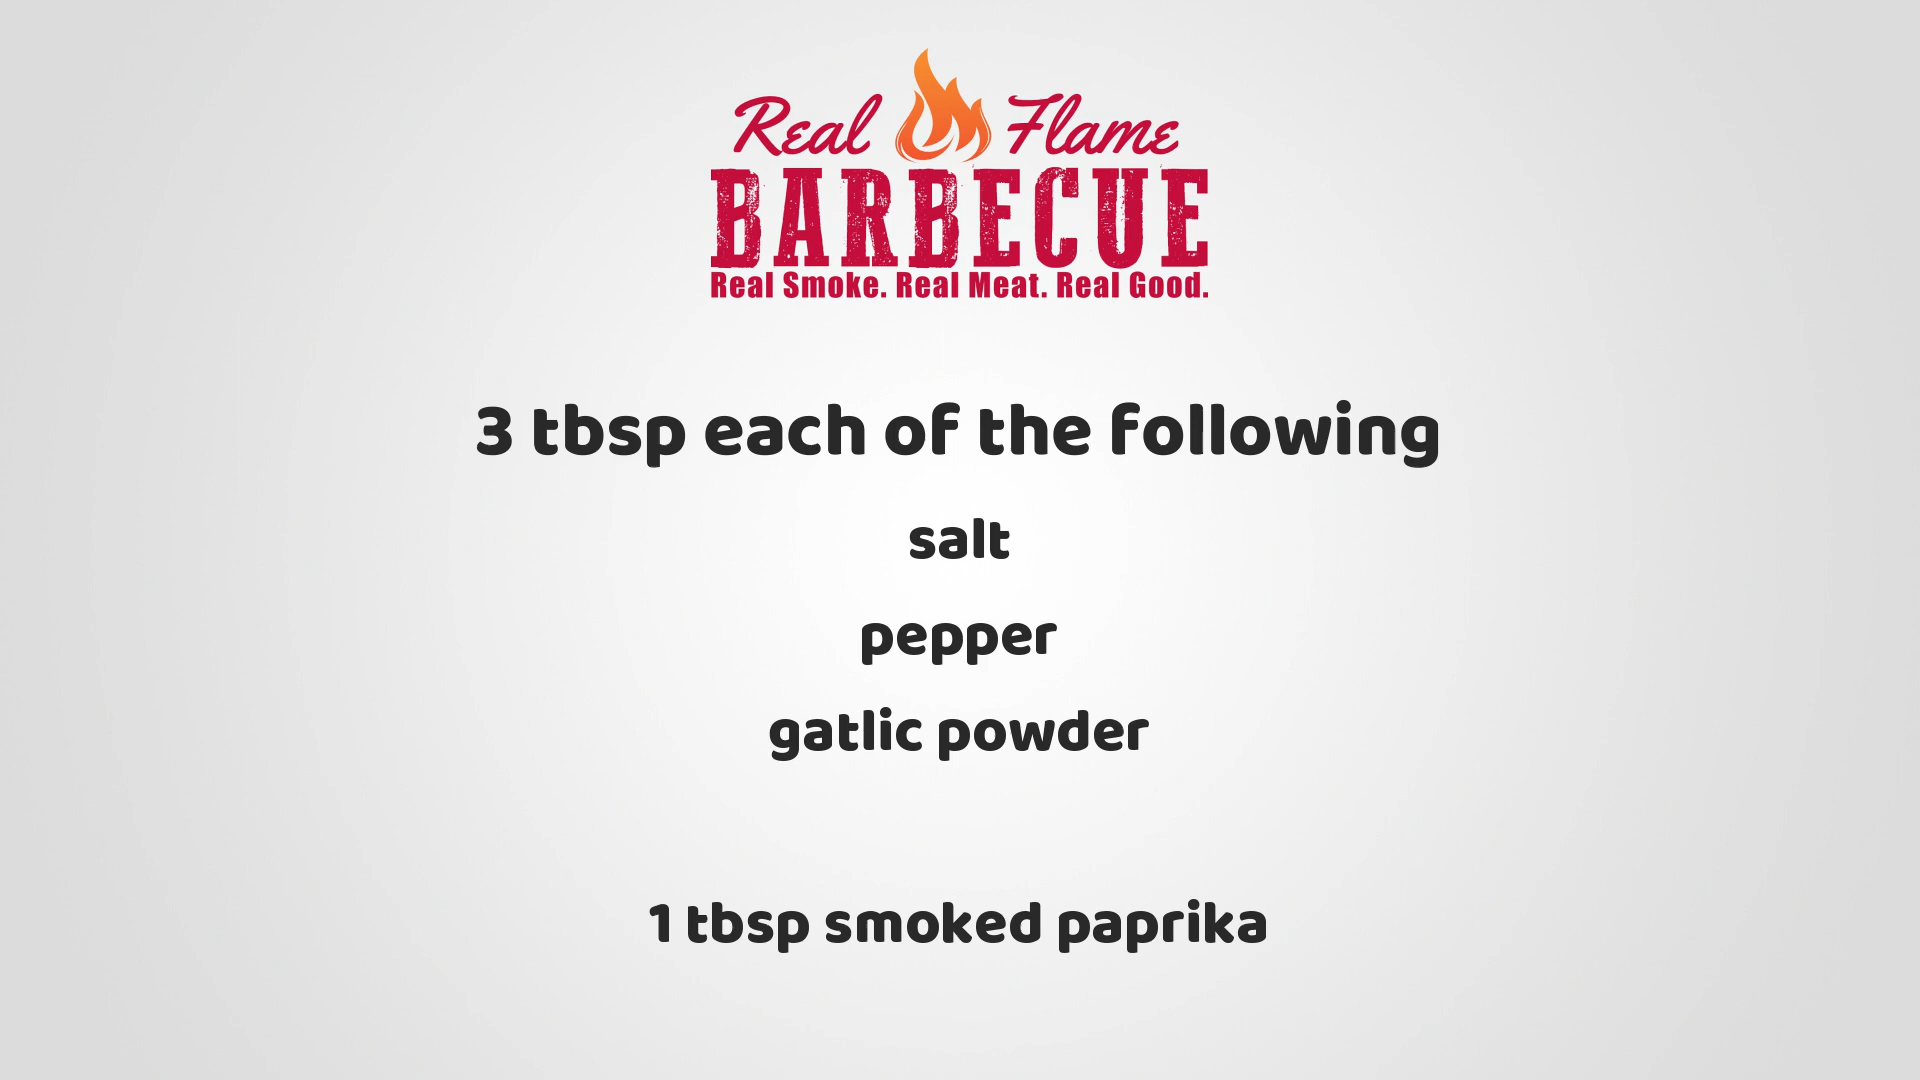 Real Flame
BARBECUE
Real Smoke. Real Meat. Real Good.
3 tbsp each of the following
salt
pepper
gatlic powder
1 tbsp smoked paprika